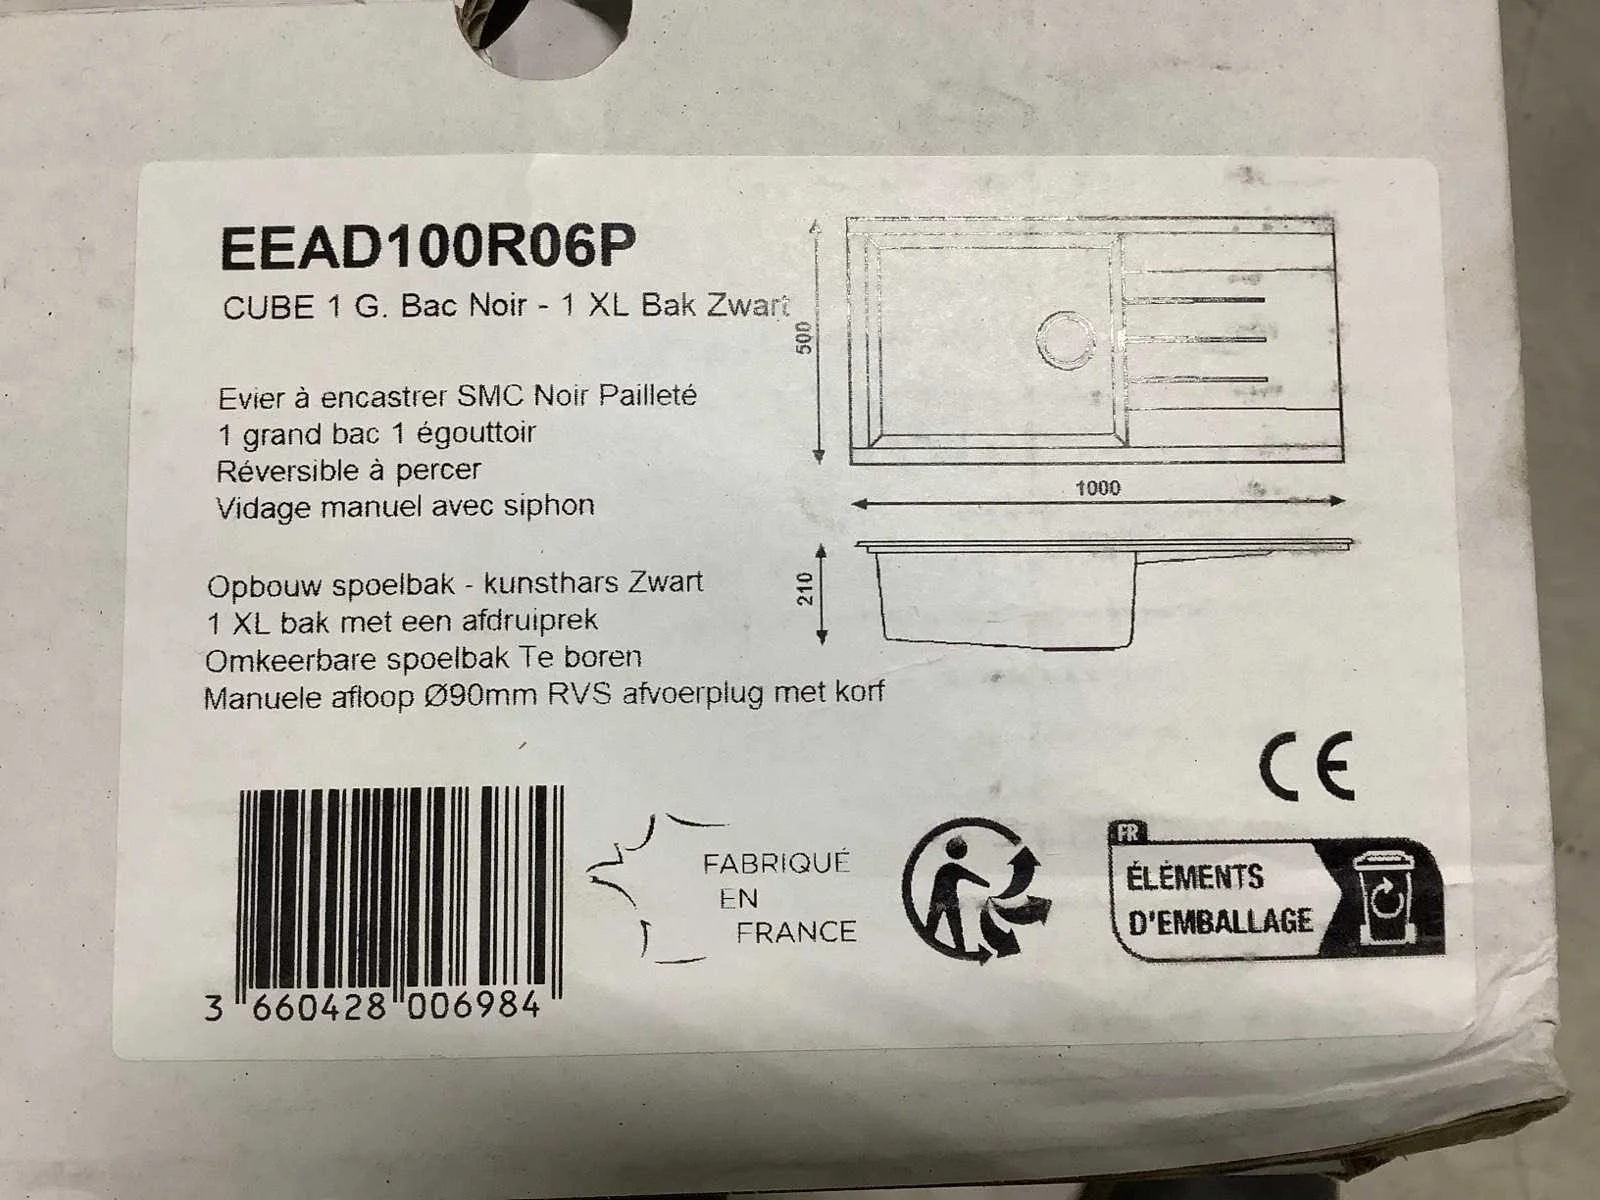 EEAD100R06P
CUBE 1 G. Bac Noir - 1 XL Bak Zwart
Evier à encastrer SMC Noir Pailleté
1 grand bac 1 égouttoir
Réversible à percer
Vidage manuel avec siphon
Opbouw spoelbak - kunsthars Zwart
1 XL bak met een afdruiprek
Omkeerbare spoelbak Te boren
Manuele afloop Ø90mm RVS afvoerplug met korf
500
1000
210
CE
3 660428 006984
FABRIQUÉ
EN
FRANCE
FR
ÉLÉMENTS
D'EMBALLAGE